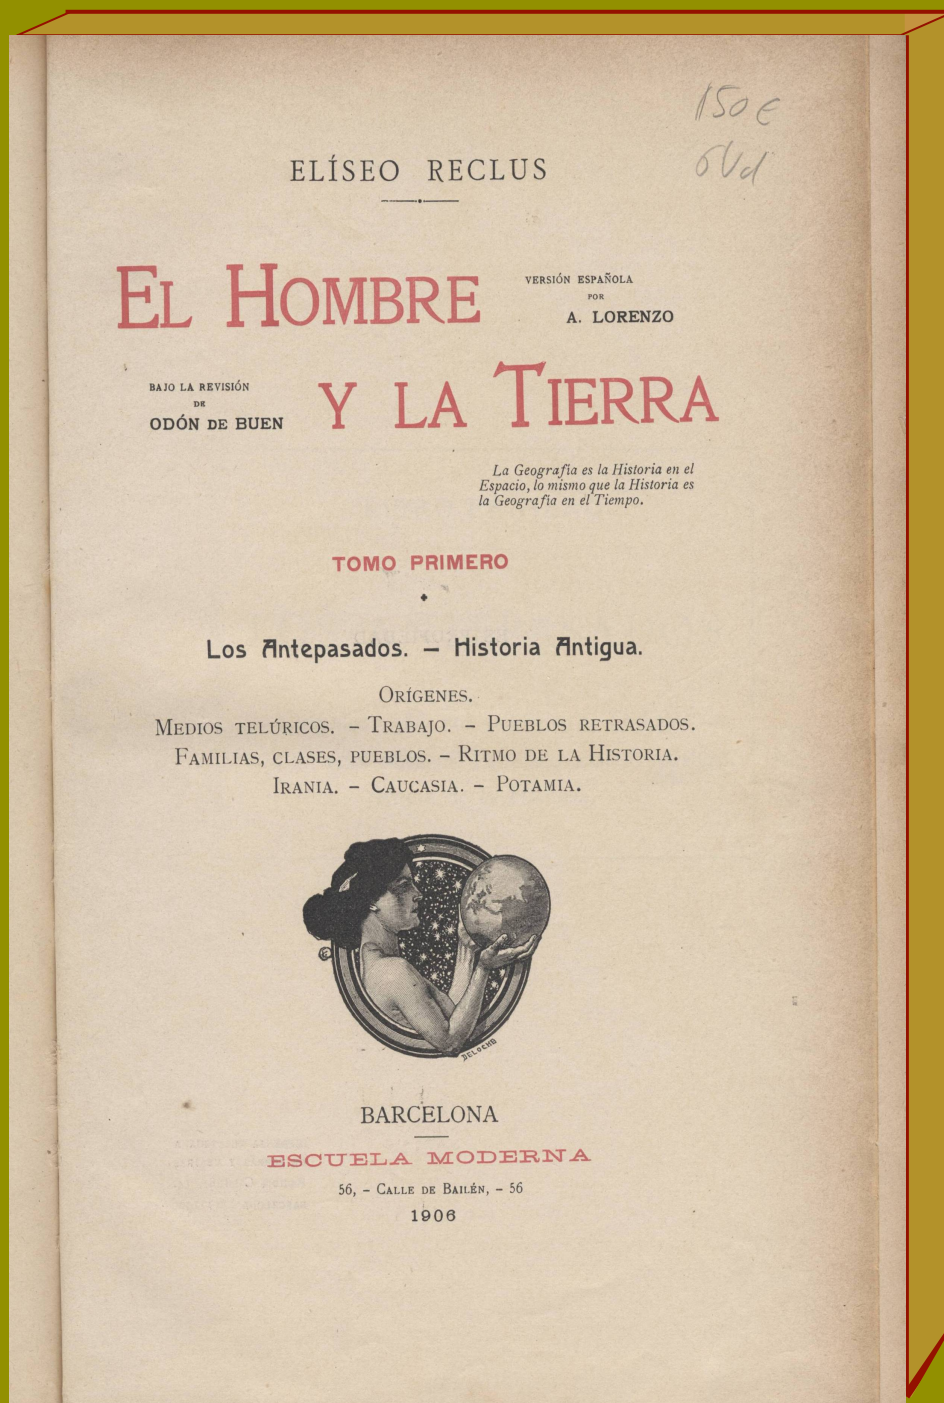 150 €
6Vd
ELÍSEO RECLUS
EL HOMBRE
VERSIÓN ESPAÑOLA
POR
A. LORENZO
BAJO LA REVISIÓN
DE
ODÓN DE BUEN
Y LA TIERRA
La Geografía es la Historia en el
Espacio, lo mismo que la Historia es
la Geografía en el Tiempo.
TOMO PRIMERO
Los Antepasados. — Historia Antigua.
ORÍGENES.
MEDIOS TELÚRICOS. – TRABAJO. – PUEBLOS RETRASADOS.
FAMILIAS, CLASES, PUEBLOS. – RITMO DE LA HISTORIA.
IRANIA. – CAUCASIA. – POTAMIA.
BARCELONA
ESCUELA MODERNA
56, – CALLE DE BAILÉN, – 56
1906